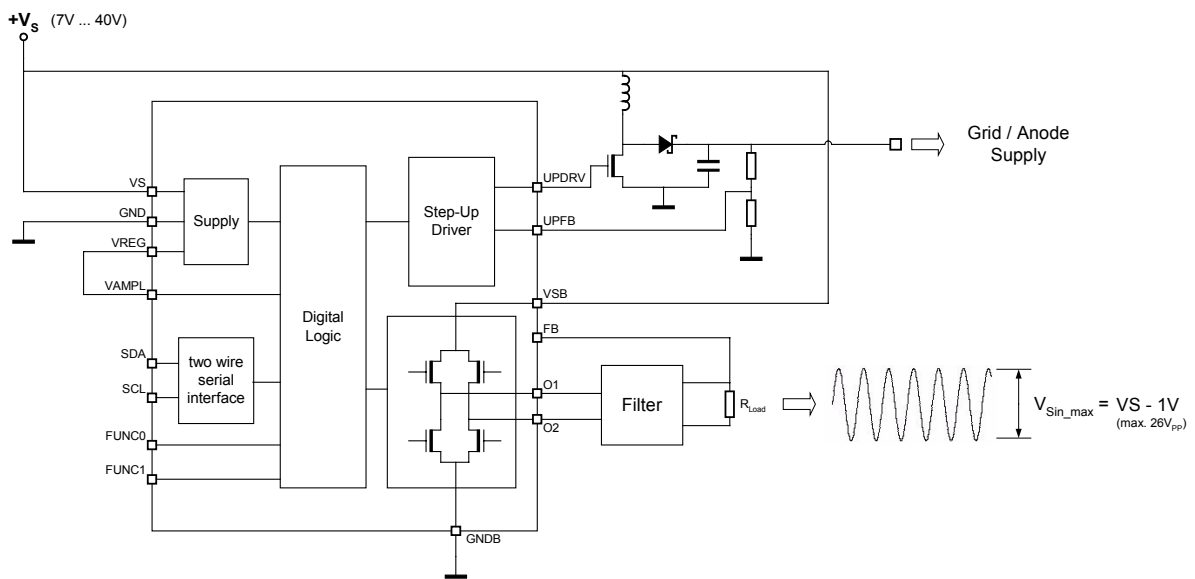 +VS (7V ... 40V)
Grid / Anode
Supply
VS
GND
VREG
VAMPL
SDA
SCL
FUNC0
FUNC1
Supply
two wire
serial
interface
Digital
Logic
Step-Up
Driver
UPDRV
UPFB
VSB
FB
O1
O2
GNDB
Filter
RLoad
VSin_max = VS - 1V
(max. 26VPP)